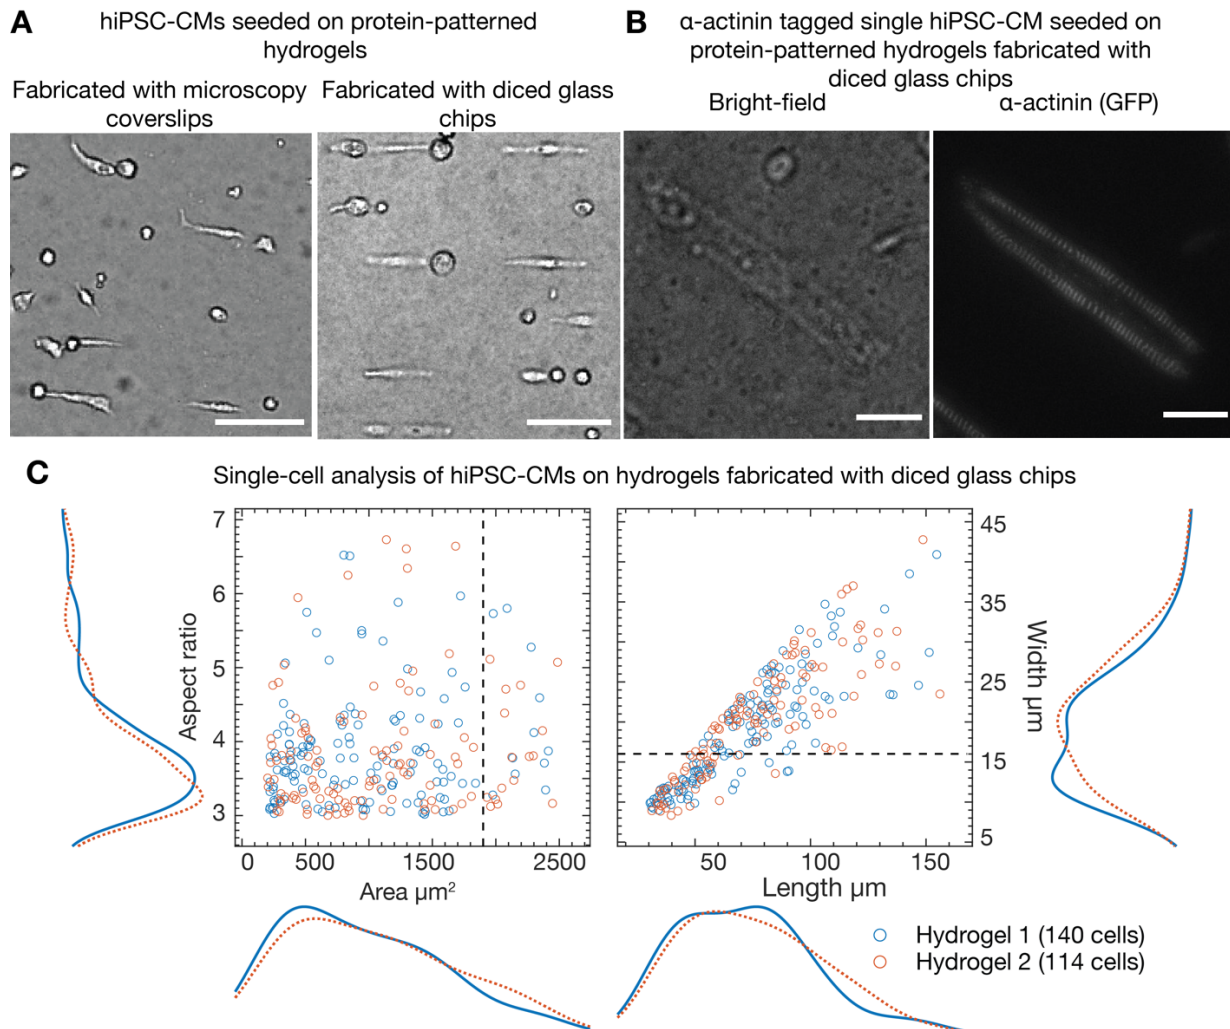 A
hiPSC-CMs seeded on protein-patterned
hydrogels
Fabricated with microscopy
coverslips
Fabricated with diced glass
chips
B
α-actinin tagged single hiPSC-CM seeded on
protein-patterned hydrogels fabricated with
diced glass chips
Bright-field
α-actinin (GFP)
C
Single-cell analysis of hiPSC-CMs on hydrogels fabricated with diced glass chips
Aspect ratio
7
6
5
4
3
0 500 1500 2500
Area µm²
45
35
25
15
5
Width µm
50 100 150
Length µm
Hydrogel 1 (140 cells)
Hydrogel 2 (114 cells)